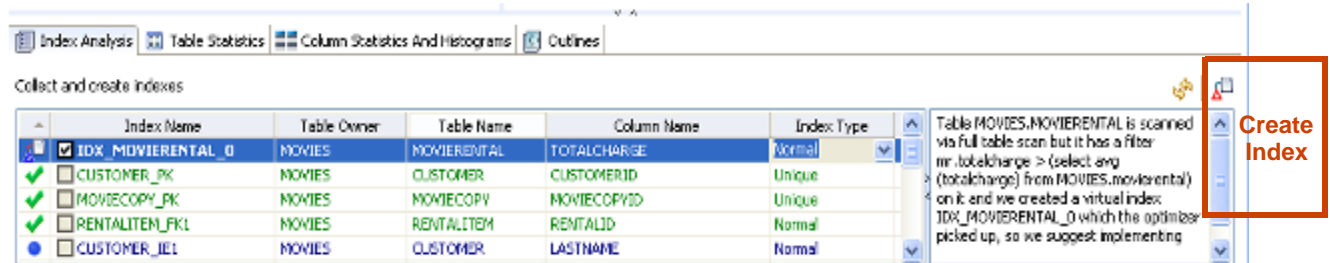 Index Analysis Table Statistics Column Statistics And Histograms Outlines
Collect and create indexes
Index Name Table Owner Table Name Column Name Index Type
IDX_MOVIERENTAL_0 MOVIES MOVIERENTAL TOTALCHARGE Normal
CUSTOMER_PK MOVIES CUSTOMER CUSTOMERID Unique
MOVIECOPY_PK MOVIES MOVIECOPY MOVIECOPYID Unique
RENTALITEM_FK1 MOVIES RENTALITEM RENTALID Normal
CUSTOMER_IE1 MOVIES CUSTOMER LASTNAME Normal
Table MOVIES.MOVIERENTAL is scanned
via full table scan but it has a filter
mr.totalcharge > (select avg
(totalcharge) from MOVIES.movierental)
on it and we created a virtual index
IDX_MOVIERENTAL_0 which the optimizer
picked up, so we suggest implementing
Create
Index